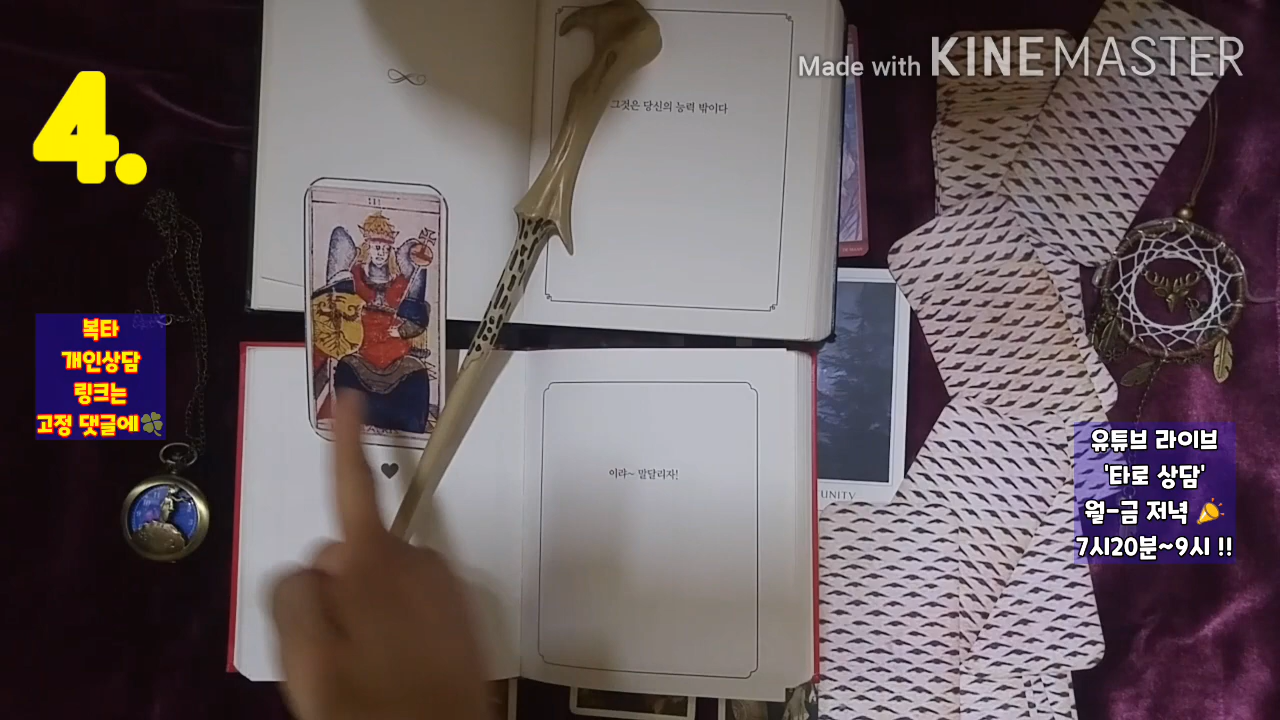 Made with KINEMASTER
4.
그것은 당신의 능력 밖이다
III
복타
개인상담
링크는
고정 댓글에🍀
이랴~ 말달리자!
UNITY
유튜브 라이브
'타로 상담'
월-금 저녁 📣
7시20분~9시 !!